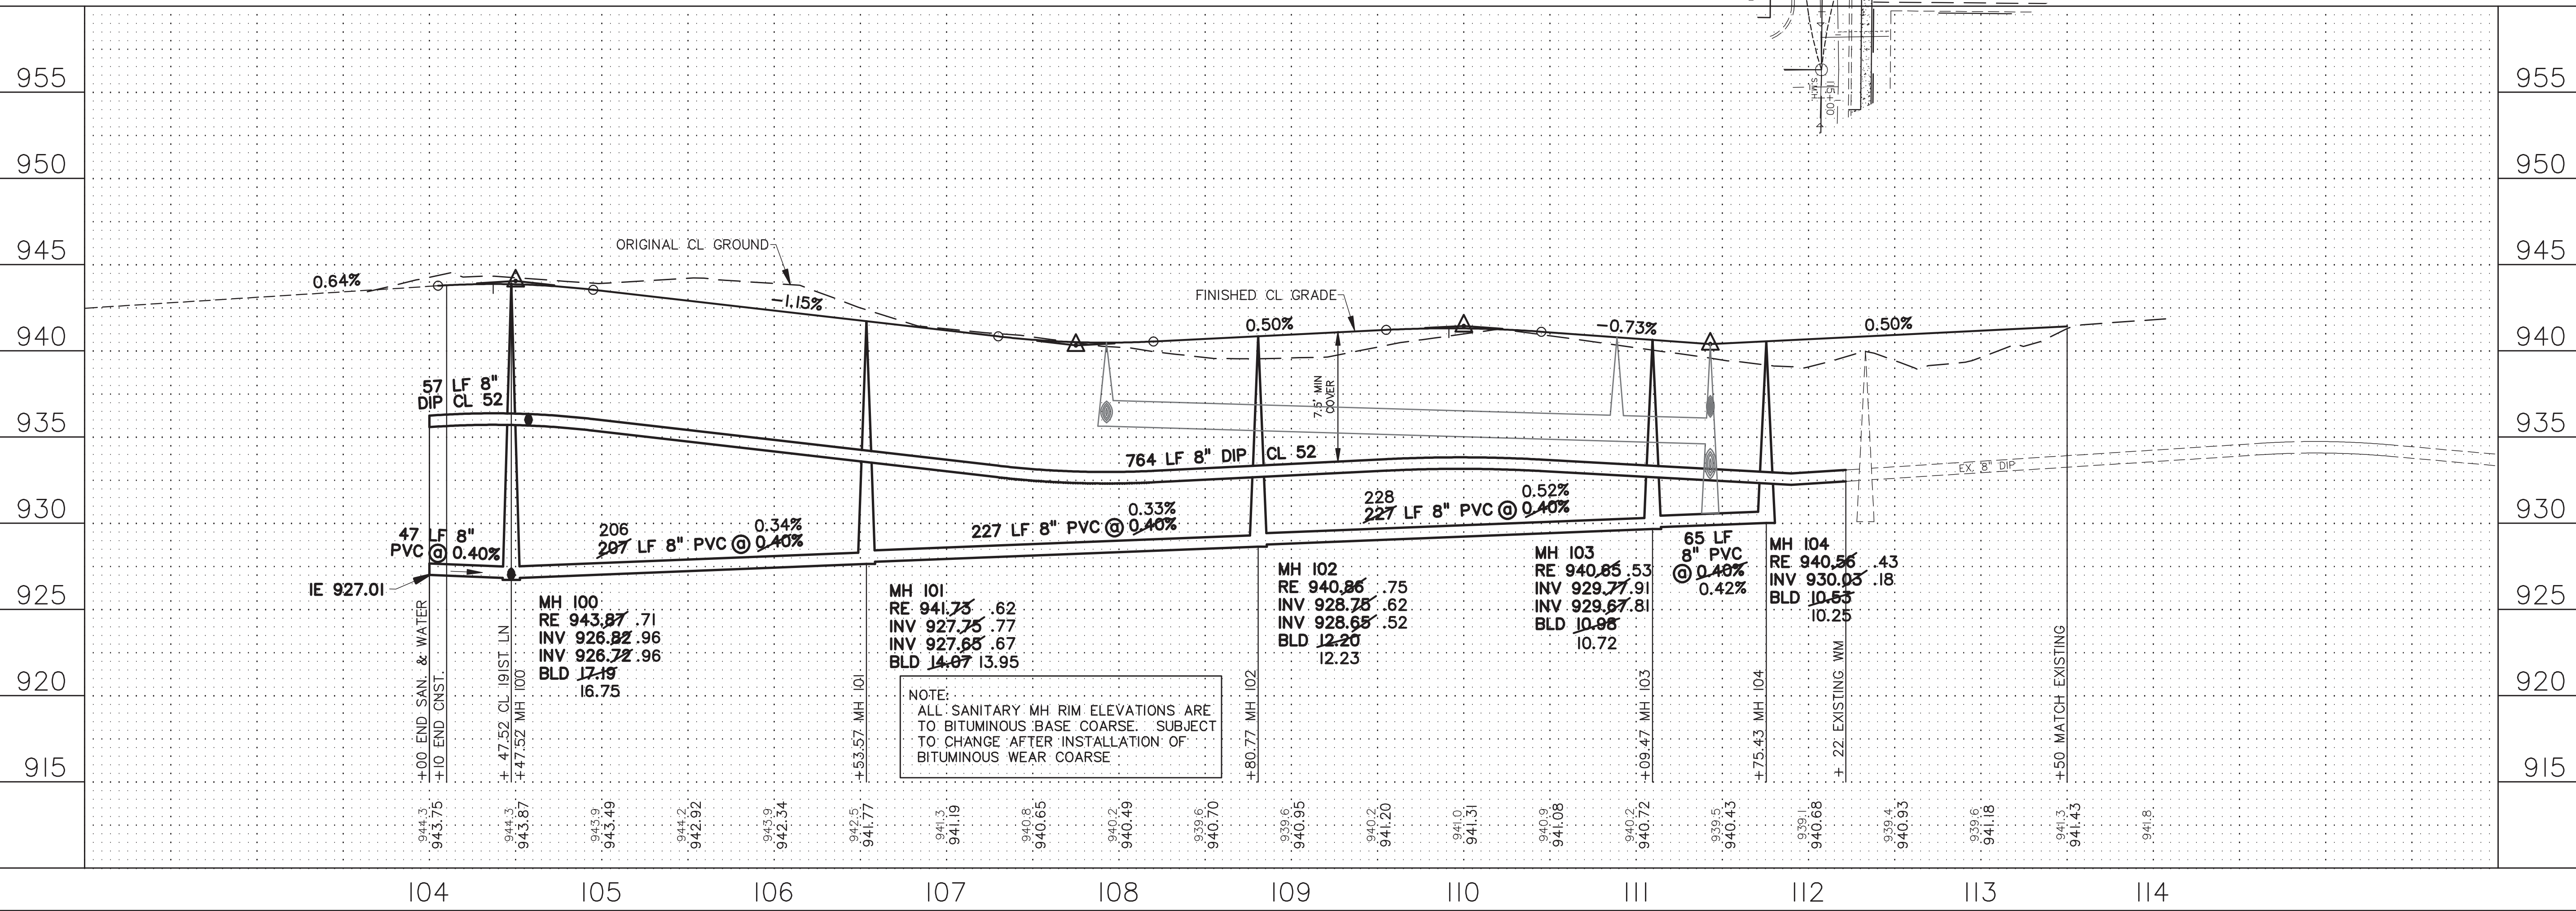 955
950
945
940
935
930
925
920
915
955
950
945
940
935
930
925
920
915
115+00
ORIGINAL CL GROUND
0.64%
-1.15%
FINISHED CL GRADE
0.50%
-0.73%
0.50%
57 LF 8"
DIP CL 52
7.5' MIN
COVER
764 LF 8" DIP CL 52
EX. 8" DIP
47 LF 8"
PVC @ 0.40%
IE 927.01
206 0.34%
207 LF 8" PVC @ 0.40%
0.33%
227 LF 8" PVC @ 0.40%
228 0.52%
227 LF 8" PVC @ 0.40%
65 LF
8" PVC
@ 0.40%
0.42%
MH 100
RE 943.87 .71
INV 926.82 .96
INV 926.72 .96
BLD 17.19
16.75
MH 101
RE 941.73 .62
INV 927.75 .77
INV 927.65 .67
BLD 14.07 13.95
MH 102
RE 940.86 .75
INV 928.75 .62
INV 928.65 .52
BLD 12.20
12.23
MH 103
RE 940.65 .53
INV 929.77 .91
INV 929.67 .81
BLD 10.98
10.72
MH 104
RE 940.56 .43
INV 930.03 .18
BLD 10.53
10.25
NOTE:
ALL SANITARY MH RIM ELEVATIONS ARE
TO BITUMINOUS BASE COARSE. SUBJECT
TO CHANGE AFTER INSTALLATION OF
BITUMINOUS WEAR COARSE
+00 END SAN. & WATER
+10 END CNST.
+ 47.52 CL 191ST LN
+47.52 MH 100
+53.57 MH 101
+80.77 MH 102
+09.47 MH 103
+75.43 MH 104
+ 22 EXISTING WM
+50 MATCH EXISTING
944.3
943.75
944.3
943.87
943.9
943.49
944.2
942.92
943.9
942.34
942.5
941.77
941.3
941.19
940.8
940.65
940.2
940.49
939.6
940.70
939.6
940.95
940.2
941.20
941.0
941.31
940.9
941.08
940.2
940.72
939.5
940.43
939.1
940.68
939.4
940.93
939.6
941.18
941.3
941.43
941.8
104 105 106 107 108 109 110 111 112 113 114